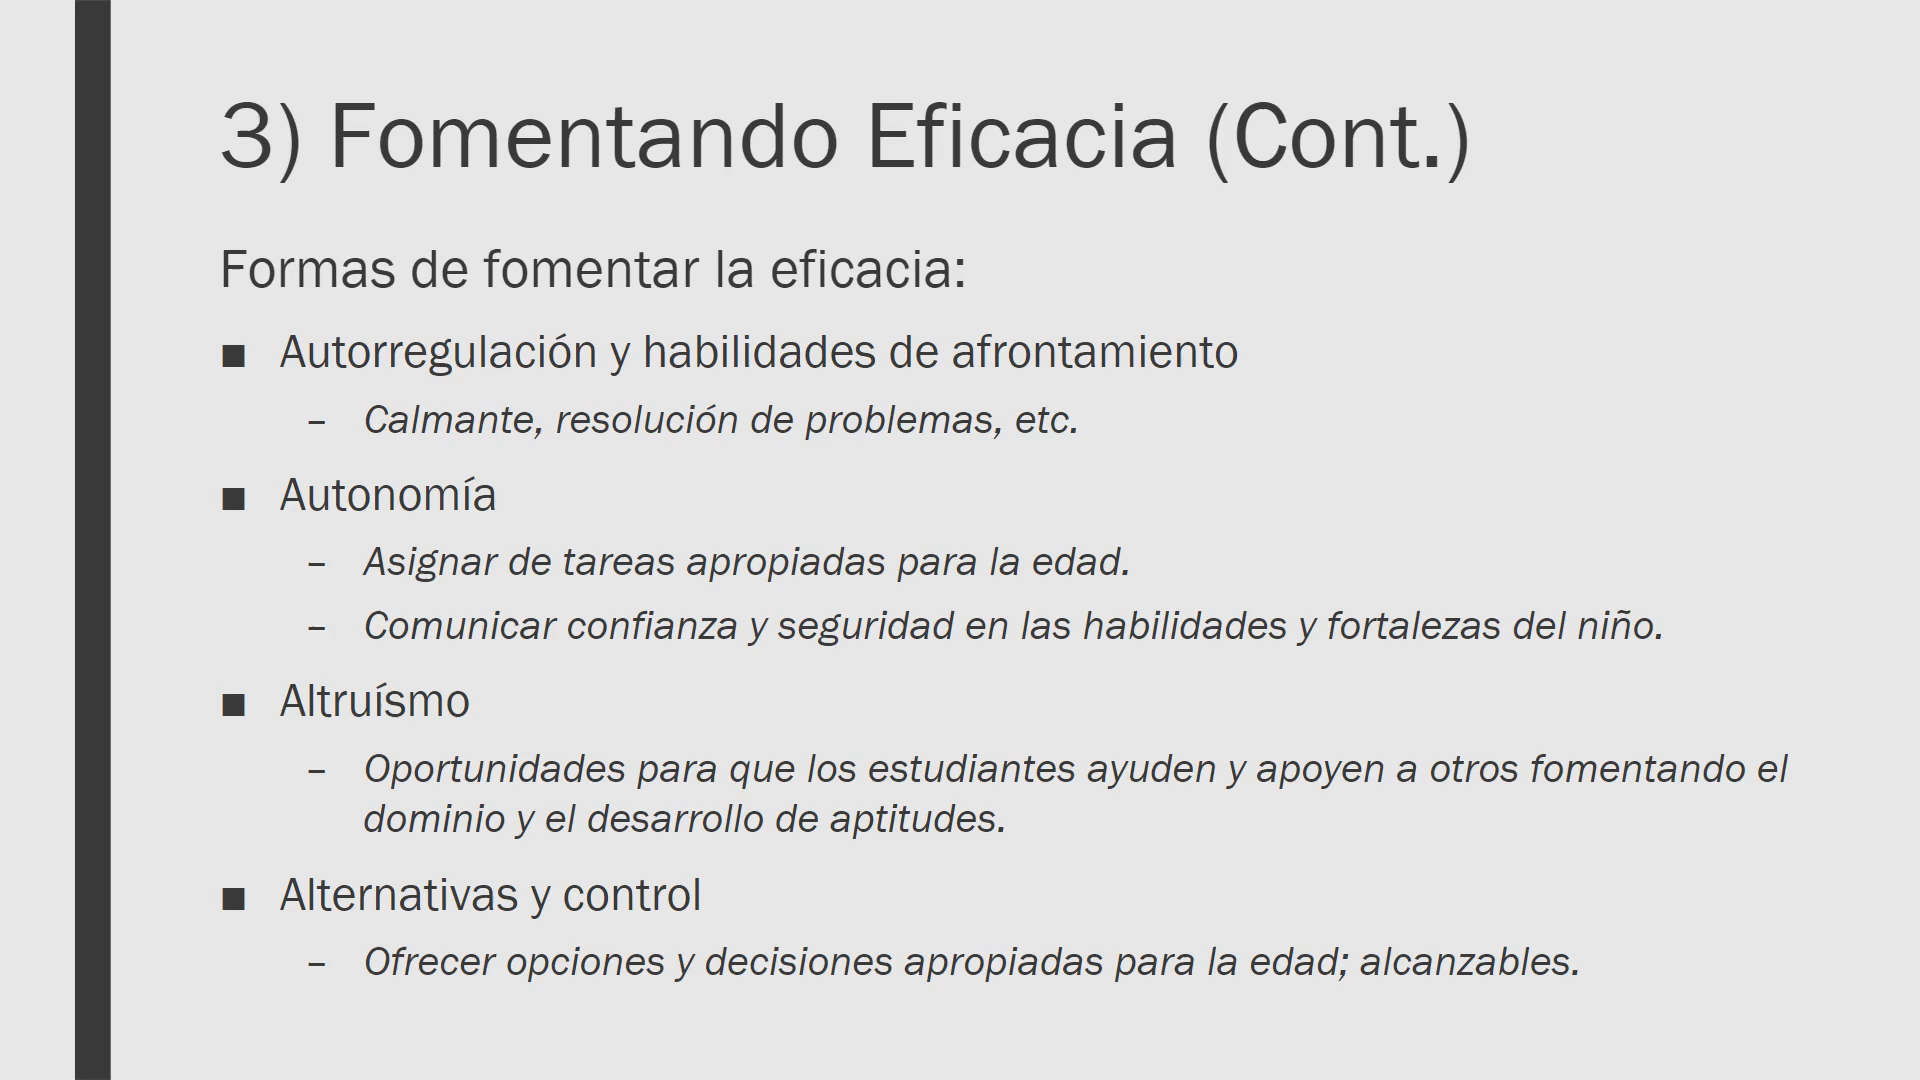 3) Fomentando Eficacia (Cont.)
Formas de fomentar la eficacia:
■ Autorregulación y habilidades de afrontamiento
– Calmante, resolución de problemas, etc.
■ Autonomía
– Asignar de tareas apropiadas para la edad.
– Comunicar confianza y seguridad en las habilidades y fortalezas del niño.
■ Altruísmo
– Oportunidades para que los estudiantes ayuden y apoyen a otros fomentando el
dominio y el desarrollo de aptitudes.
■ Alternativas y control
– Ofrecer opciones y decisiones apropiadas para la edad; alcanzables.